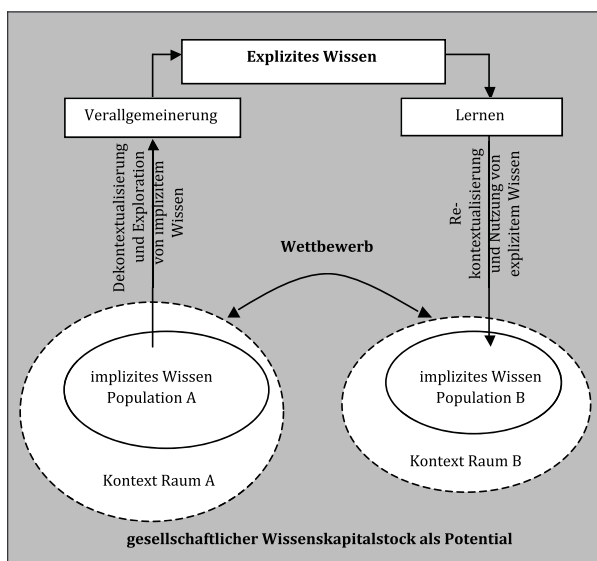 Explizites Wissen
Verallgemeinerung
Lernen
Dekontextualisierung
und Exploration
von implizitem
Wissen
Re-
kontextualisierung
und Nutzung von
explizitem Wissen
Wettbewerb
implizites Wissen
Population A
implizites Wissen
Population B
Kontext Raum A
Kontext Raum B
gesellschaftlicher Wissenskapitalstock als Potential